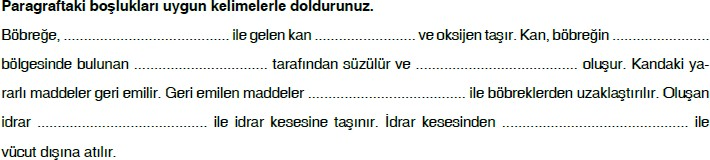 Paragraftaki boşlukları uygun kelimelerle doldurunuz.
Böbreğe, .......................................... ile gelen kan ......................... ve oksijen taşır. Kan, böbreğin ........................
bölgesinde bulunan .................................. tarafından süzülür ve ......................................... oluşur. Kandaki ya-
rarlı maddeler geri emilir. Geri emilen maddeler ........................................ ile böbreklerden uzaklaştırılır. Oluşan
idrar ........................................... ile idrar kesesine taşınır. İdrar kesesinden ............................................... ile
vücut dışına atılır.